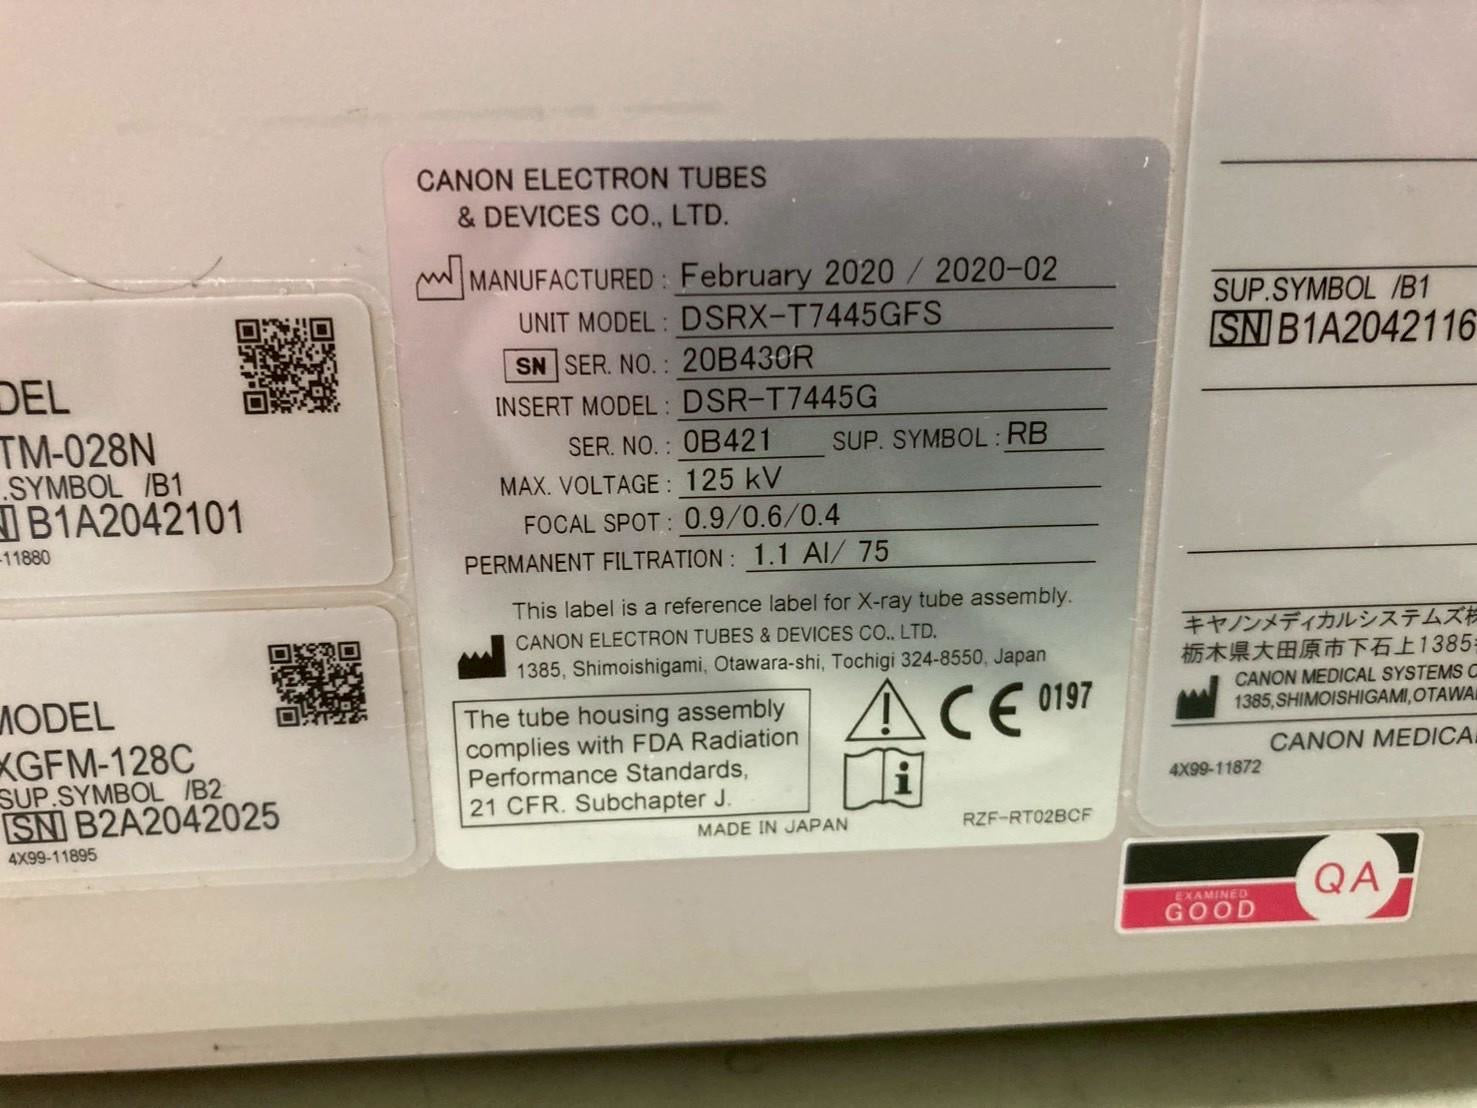 CANON ELECTRON TUBES
& DEVICES CO., LTD.
MANUFACTURED : February 2020 / 2020-02
UNIT MODEL : DSRX-T7445GFS
SN SER. NO. : 20B430R
INSERT MODEL : DSR-T7445G
SER. NO. : 0B421 SUP. SYMBOL : RB
MAX. VOLTAGE : 125 kV
FOCAL SPOT : 0.9/0.6/0.4
PERMANENT FILTRATION : 1.1 Al/ 75
This label is a reference label for X-ray tube assembly.
CANON ELECTRON TUBES & DEVICES CO., LTD.
1385, Shimoishigami, Otawara-shi, Tochigi 324-8550, Japan
The tube housing assembly
complies with FDA Radiation
Performance Standards,
21 CFR. Subchapter J.
CE 0197
MADE IN JAPAN
RZF-RT02BCF
TM-028N
.SYMBOL /B1
B1A2042101
-11880
MODEL
XGFM-128C
SUP.SYMBOL /B2
SN B2A2042025
4X99-11895
SUP.SYMBOL /B1
SN B1A2042116
キヤノンメディカルシステムズ
栃木県大田原市下石上1385
CANON MEDICAL SYSTEMS
1385,SHIMOISHIGAMI,OTAWA
CANON MEDICA
4X99-11872
EXAMINED
GOOD
QA